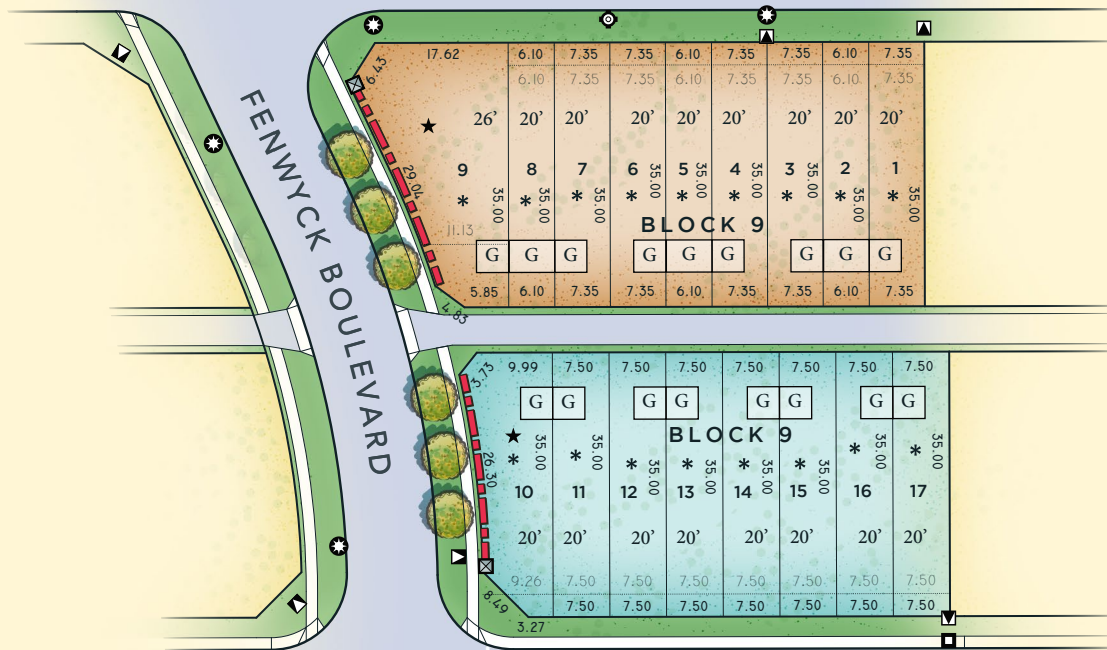 17.62 6.10 7.35 7.35 6.10 7.35 7.35 6.10 7.35
6.43
6.10 7.35 7.35 6.10 7.35 7.35 6.10 7.35
26' 20' 20' 20' 20' 20' 20' 20' 20'
9 8 7 6 5 4 3 2 1
29.04
35.00 35.00 35.00 35.00 35.00 35.00 35.00 35.00 35.00
* * * * * * * * *
11.13
BLOCK 9
G G G G G G G G G
5.85 6.10 7.35 7.35 6.10 7.35 7.35 7.35 7.35
4.83
FENWYCK BOULEVARD
3.73
9.99 7.50 7.50 7.50 7.50 7.50 7.50 7.50
G G G G G G G G
BLOCK 9
* * * * * * * *
35.00 35.00 35.00 35.00 35.00 35.00 35.00 35.00
26.30
10 11 12 13 14 15 16 17
20' 20' 20' 20' 20' 20' 20' 20'
9.26 7.50 7.50 7.50 7.50 7.50 7.50 7.50
7.50 7.50 7.50 7.50 7.50 7.50 7.50
8.49
3.27